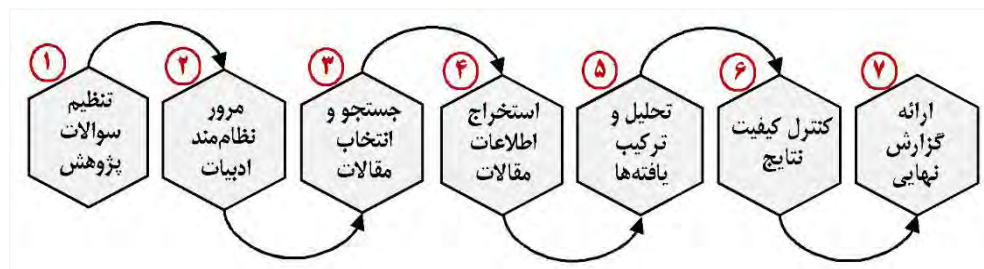 ۱
تنظیم
سوالات
پژوهش
۲
مرور
نظام‌مند
ادبیات
۳
جستجو و
انتخاب
مقالات
۴
استخراج
اطلاعات
مقالات
۵
تحلیل و
ترکیب
یافته‌ها
۶
کنترل کیفیت
نتایج
۷
ارائه
گزارش
نهایی